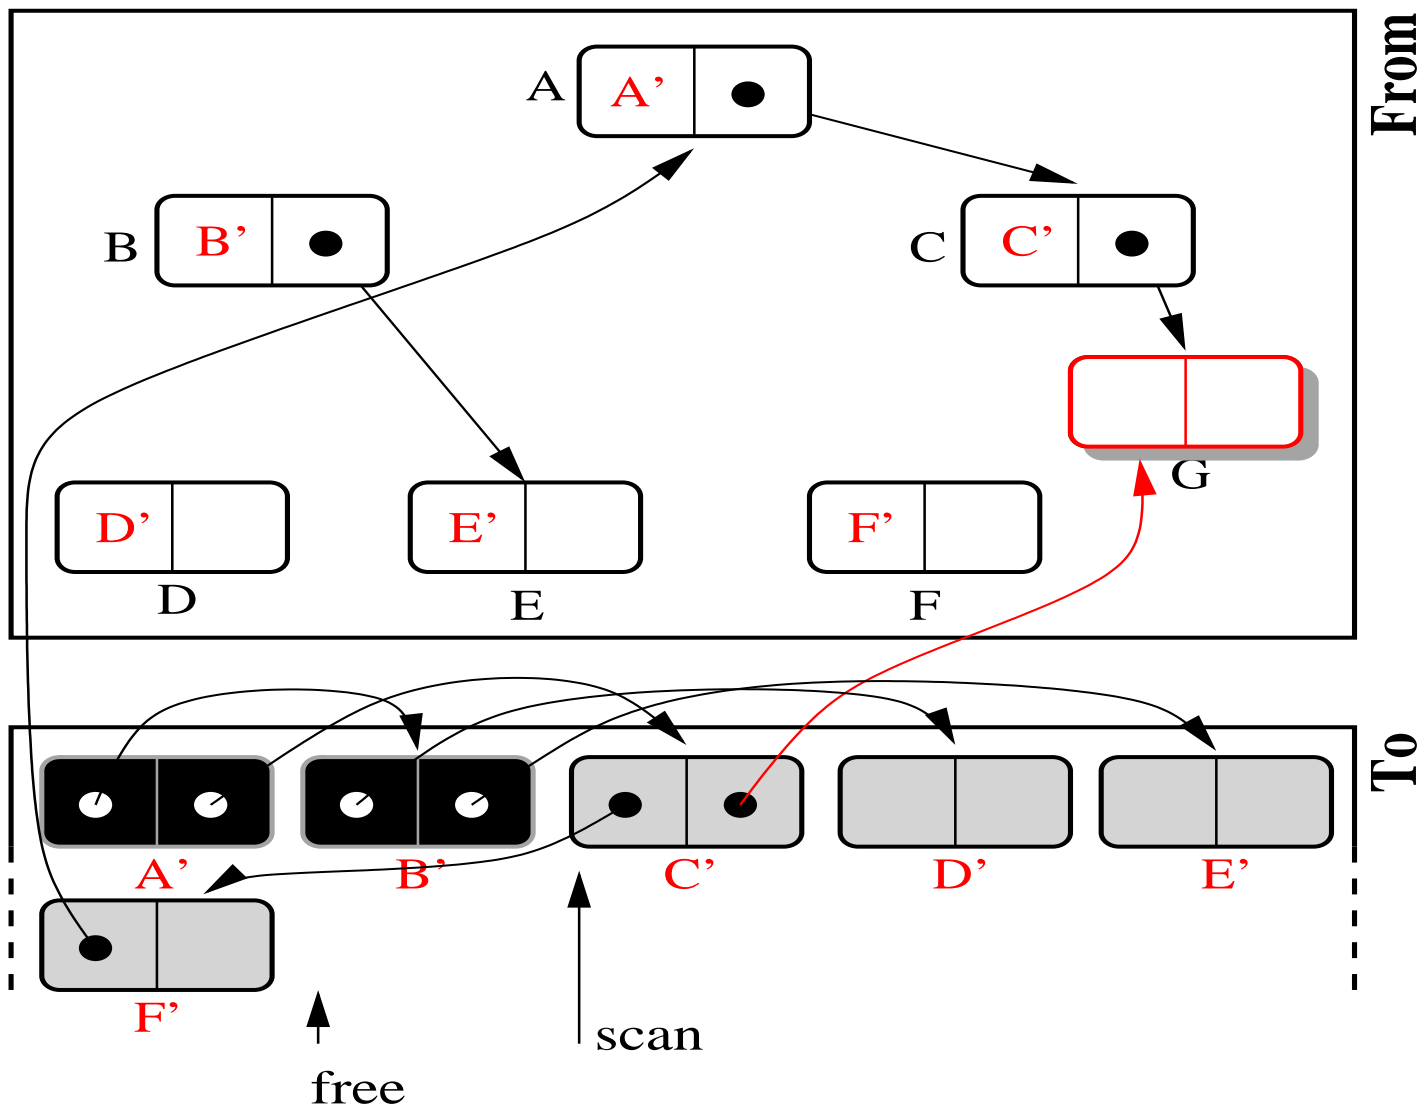 From
A A’
B B’
C C’
G
D’
E’
F’
D
E
F
To
A’ B’ C’ D’ E’
F’
scan
free